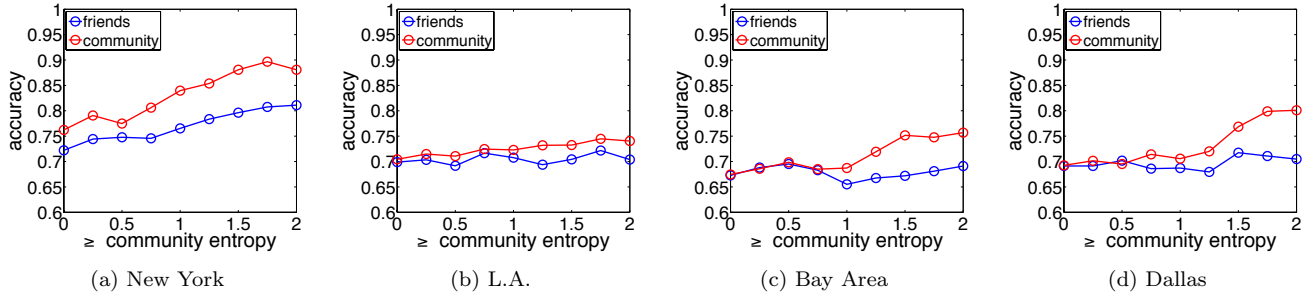 1
0.95
0.9
0.85
0.8
0.75
0.7
0.65
0.6
accuracy
friends
community
0 0.5 1 1.5 2
≥ community entropy
(a) New York
1
0.95
0.9
0.85
0.8
0.75
0.7
0.65
0.6
accuracy
friends
community
0 0.5 1 1.5 2
≥ community entropy
(b) L.A.
1
0.95
0.9
0.85
0.8
0.75
0.7
0.65
0.6
accuracy
friends
community
0 0.5 1 1.5 2
≥ community entropy
(c) Bay Area
1
0.95
0.9
0.85
0.8
0.75
0.7
0.65
0.6
accuracy
friends
community
0 0.5 1 1.5 2
≥ community entropy
(d) Dallas